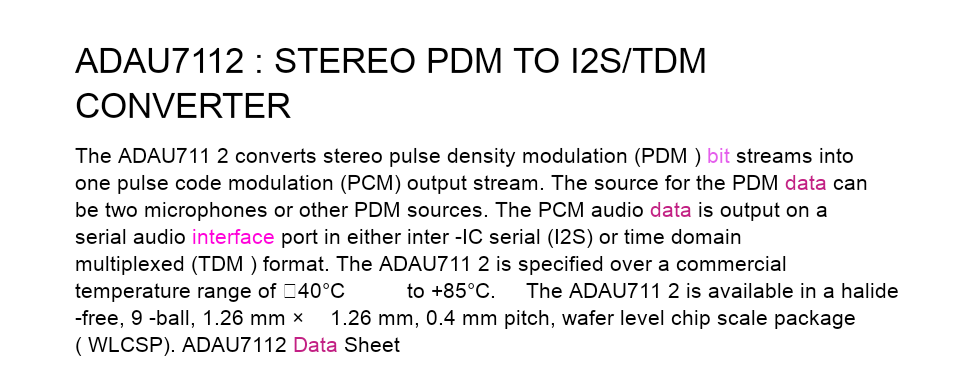 ADAU7112 : STEREO PDM TO I2S/TDM
CONVERTER
The ADAU711 2 converts stereo pulse density modulation (PDM ) bit streams into
one pulse code modulation (PCM) output stream. The source for the PDM data can
be two microphones or other PDM sources. The PCM audio data is output on a
serial audio interface port in either inter -IC serial (I2S) or time domain
multiplexed (TDM ) format. The ADAU711 2 is specified over a commercial
temperature range of □40°C to +85°C. The ADAU711 2 is available in a halide
-free, 9 -ball, 1.26 mm × 1.26 mm, 0.4 mm pitch, wafer level chip scale package
( WLCSP). ADAU7112 Data Sheet